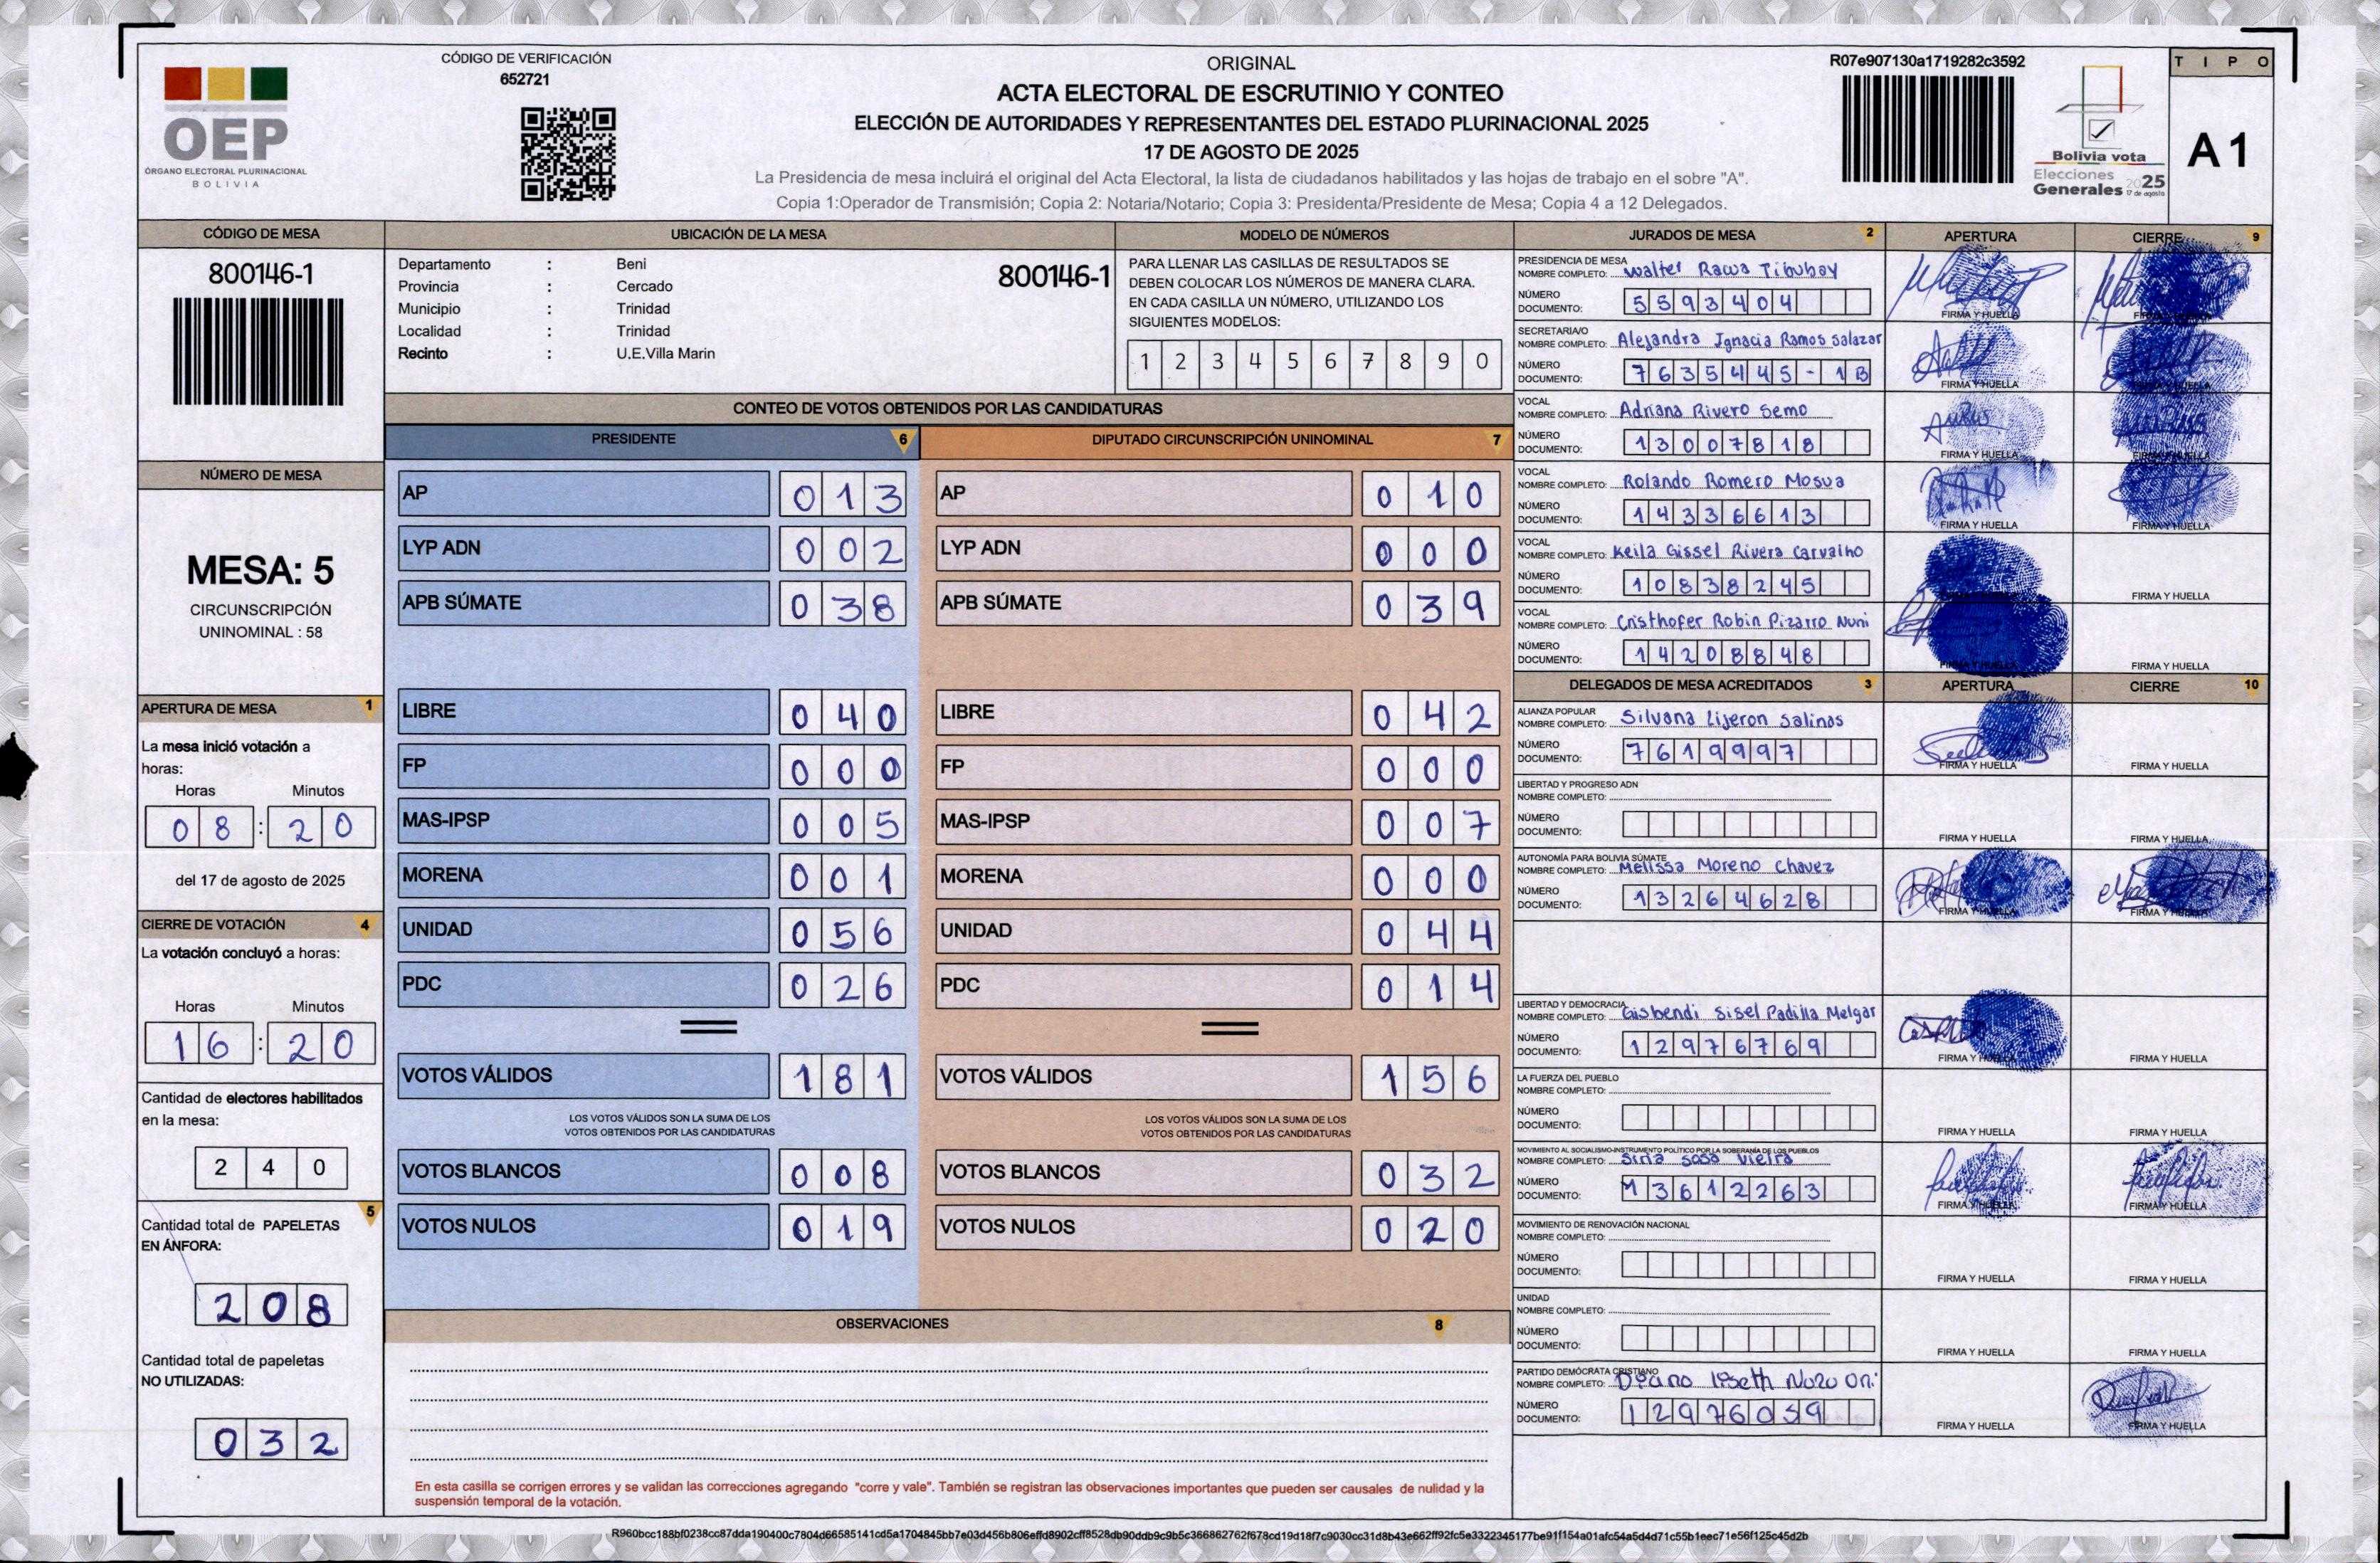 CÓDIGO DE VERIFICACIÓN
652721
OEP
ÓRGANO ELECTORAL PLURINACIONAL
BOLIVIA
ORIGINAL
ACTA ELECTORAL DE ESCRUTINIO Y CONTEO
ELECCIÓN DE AUTORIDADES Y REPRESENTANTES DEL ESTADO PLURINACIONAL 2025
17 DE AGOSTO DE 2025
La Presidencia de mesa incluirá el original del Acta Electoral, la lista de ciudadanos habilitados y las hojas de trabajo en el sobre "A".
Copia 1:Operador de Transmisión; Copia 2: Notaria/Notario; Copia 3: Presidenta/Presidente de Mesa; Copia 4 a 12 Delegados.
R07e907130a1719282c3592
Bolivia vota
Elecciones
Generales 2025
17 de agosto
TIPO
A1
CÓDIGO DE MESA
800146-1
NÚMERO DE MESA
MESA: 5
CIRCUNSCRIPCIÓN
UNINOMINAL : 58
APERTURA DE MESA 1
La mesa inició votación a
horas:
Horas Minutos
08 : 20
del 17 de agosto de 2025
CIERRE DE VOTACIÓN 4
La votación concluyó a horas:
Horas Minutos
16 : 20
Cantidad de electores habilitados
en la mesa:
240
5
Cantidad total de PAPELETAS
EN ÁNFORA:
208
Cantidad total de papeletas
NO UTILIZADAS:
032
UBICACIÓN DE LA MESA
Departamento : Beni
800146-1
Provincia : Cercado
Municipio : Trinidad
Localidad : Trinidad
Recinto : U.E.Villa Marin
MODELO DE NÚMEROS
PARA LLENAR LAS CASILLAS DE RESULTADOS SE
DEBEN COLOCAR LOS NÚMEROS DE MANERA CLARA.
EN CADA CASILLA UN NÚMERO, UTILIZANDO LOS
SIGUIENTES MODELOS:
1 2 3 4 5 6 7 8 9 0
CONTEO DE VOTOS OBTENIDOS POR LAS CANDIDATURAS
PRESIDENTE 6 DIPUTADO CIRCUNSCRIPCIÓN UNINOMINAL 7
AP 013 AP 010
LYP ADN 002 LYP ADN 000
APB SÚMATE 038 APB SÚMATE 039
LIBRE 040 LIBRE 042
FP 000 FP 000
MAS-IPSP 005 MAS-IPSP 007
MORENA 001 MORENA 000
UNIDAD 056 UNIDAD 044
PDC 026 PDC 014
VOTOS VÁLIDOS 181 VOTOS VÁLIDOS 156
LOS VOTOS VÁLIDOS SON LA SUMA DE LOS LOS VOTOS VÁLIDOS SON LA SUMA DE LOS
VOTOS OBTENIDOS POR LAS CANDIDATURAS VOTOS OBTENIDOS POR LAS CANDIDATURAS
VOTOS BLANCOS 008 VOTOS BLANCOS 032
VOTOS NULOS 019 VOTOS NULOS 020
OBSERVACIONES 8
En esta casilla se corrigen errores y se validan las correcciones agregando "corre y vale". También se registran las observaciones importantes que pueden ser causales de nulidad y la
suspensión temporal de la votación.
JURADOS DE MESA 2 APERTURA CIERRE 9
PRESIDENCIA DE MESA
NOMBRE COMPLETO: Walter Rawa Tibubay
NÚMERO
DOCUMENTO: 5593404
FIRMA Y HUELLA
SECRETARIA/O
NOMBRE COMPLETO: Alejandra Ignacia Ramos Salazar
NÚMERO
DOCUMENTO: 7635445-1B
FIRMA Y HUELLA
VOCAL
NOMBRE COMPLETO: Adriana Rivero Semo
NÚMERO
DOCUMENTO: 13007818
FIRMA Y HUELLA
VOCAL
NOMBRE COMPLETO: Rolando Romero Mosua
NÚMERO
DOCUMENTO: 14336613
FIRMA Y HUELLA FIRMA Y HUELLA
VOCAL
NOMBRE COMPLETO: Keila Gissel Rivera Carvalho
NÚMERO
DOCUMENTO: 10838245
FIRMA Y HUELLA
VOCAL
NOMBRE COMPLETO: Cristhofer Robin Pizarro Nuni
NÚMERO
DOCUMENTO: 14208848
FIRMA Y HUELLA
DELEGADOS DE MESA ACREDITADOS 3 APERTURA CIERRE 10
ALIANZA POPULAR
NOMBRE COMPLETO: Silvana Lijeron Salinas
NÚMERO
DOCUMENTO: 7619997
FIRMA Y HUELLA FIRMA Y HUELLA
LIBERTAD Y PROGRESO ADN
NOMBRE COMPLETO:
NÚMERO
DOCUMENTO:
FIRMA Y HUELLA FIRMA Y HUELLA
AUTONOMÍA PARA BOLIVIA SÚMATE
NOMBRE COMPLETO: Melissa Moreno Chavez
NÚMERO
DOCUMENTO: 13264628
FIRMA Y HUELLA FIRMA Y HUELLA
LIBERTAD Y DEMOCRACIA
NOMBRE COMPLETO: Gisbendi Sisel Padilla Melgar
NÚMERO
DOCUMENTO: 12976769
FIRMA Y HUELLA FIRMA Y HUELLA
LA FUERZA DEL PUEBLO
NOMBRE COMPLETO:
NÚMERO
DOCUMENTO:
FIRMA Y HUELLA FIRMA Y HUELLA
MOVIMIENTO AL SOCIALISMO-INSTRUMENTO POLÍTICO POR LA SOBERANÍA DE LOS PUEBLOS
NOMBRE COMPLETO: Siria Sosa Vieira
NÚMERO
DOCUMENTO: 13612263
FIRMA Y HUELLA FIRMA Y HUELLA
MOVIMIENTO DE RENOVACIÓN NACIONAL
NOMBRE COMPLETO:
NÚMERO
DOCUMENTO:
FIRMA Y HUELLA FIRMA Y HUELLA
UNIDAD
NOMBRE COMPLETO:
NÚMERO
DOCUMENTO:
FIRMA Y HUELLA FIRMA Y HUELLA
PARTIDO DEMÓCRATA CRISTIANO
NOMBRE COMPLETO: Liseth
NÚMERO
DOCUMENTO: 12976059
FIRMA Y HUELLA FIRMA Y HUELLA